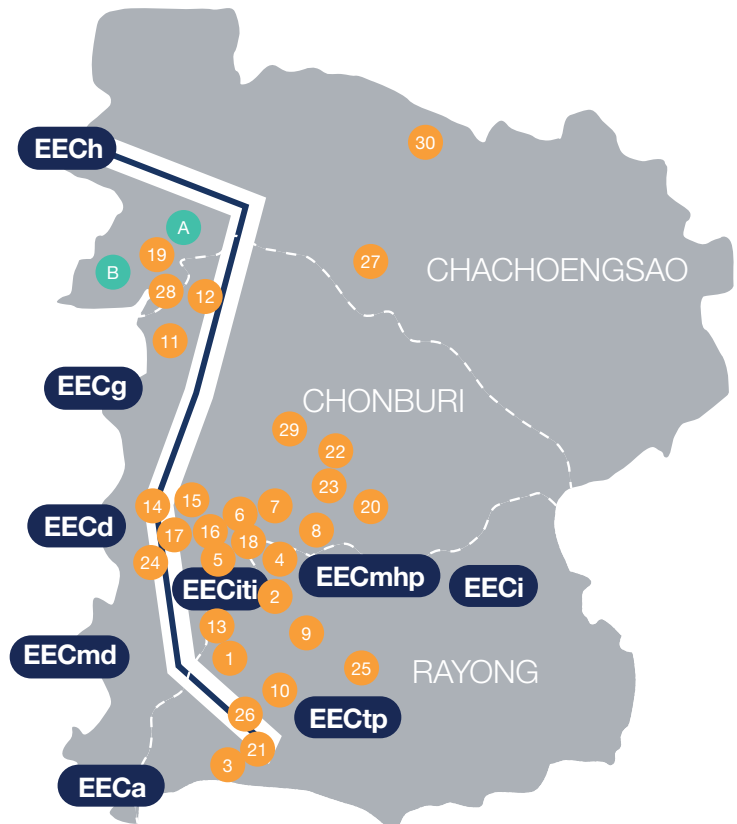 30
EECh
A
19
B
27
CHACHOENGSAO
28
12
11
EECg
CHONBURI
29
22
23
14
15
20
6
7
EECd
17
16
8
18
24
5
4
EECmhp
EECiti
EECi
2
13
9
EECmd
1
25
RAYONG
10
26
EECtp
21
3
EECa